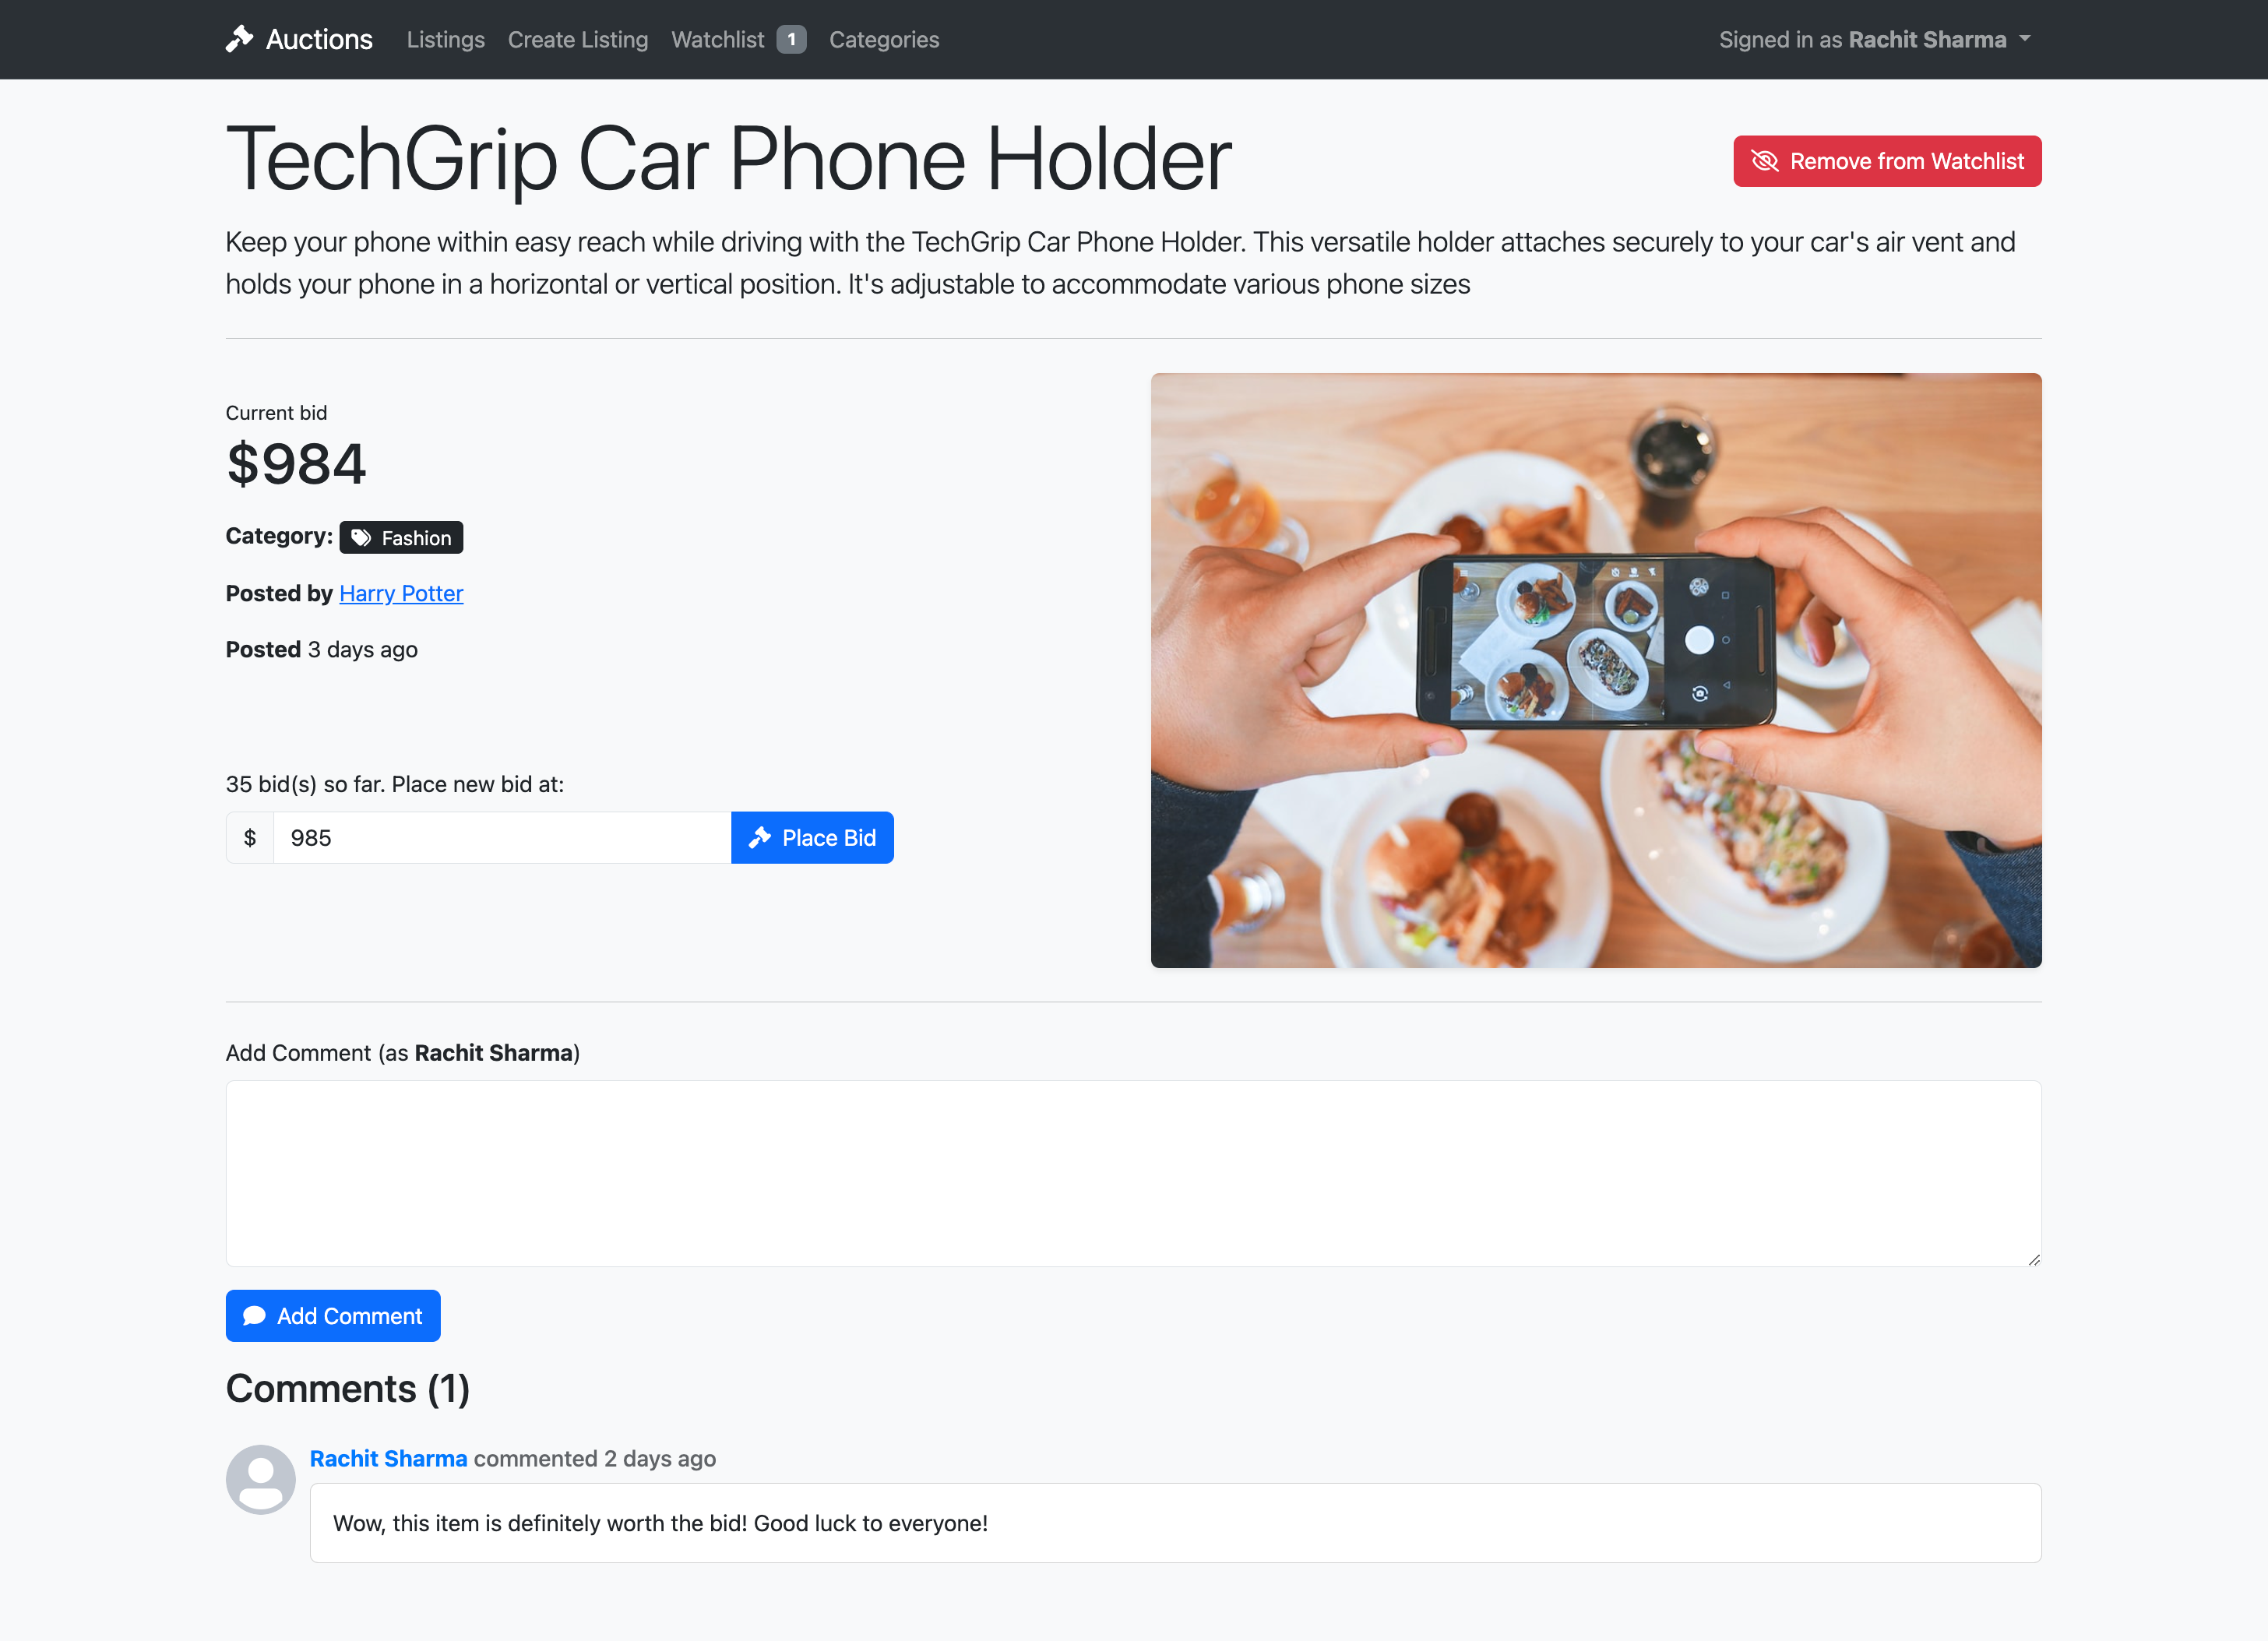 Auctions Listings Create Listing Watchlist 1 Categories Signed in as Rachit Sharma
TechGrip Car Phone Holder
Remove from Watchlist
Keep your phone within easy reach while driving with the TechGrip Car Phone Holder. This versatile holder attaches securely to your car's air vent and
holds your phone in a horizontal or vertical position. It's adjustable to accommodate various phone sizes
Current bid
$984
Category: Fashion
Posted by Harry Potter
Posted 3 days ago
35 bid(s) so far. Place new bid at:
$ 985 Place Bid
Add Comment (as Rachit Sharma)
Add Comment
Comments (1)
Rachit Sharma commented 2 days ago
Wow, this item is definitely worth the bid! Good luck to everyone!